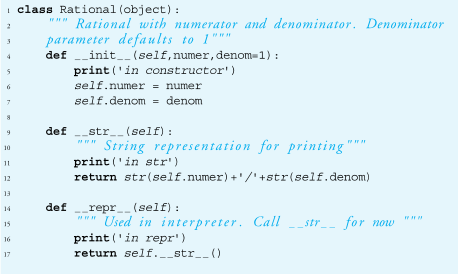 1 class Rational(object):
2 """ Rational with numerator and denominator. Denominator
3 parameter defaults to 1"""
4 def __init__(self,numer,denom=1):
5 print('in constructor')
6 self.numer = numer
7 self.denom = denom
8
9 def __str__(self):
10 """ String representation for printing"""
11 print('in str')
12 return str(self.numer)+'/'+str(self.denom)
13
14 def __repr__(self):
15 """ Used in interpreter. Call __str__ for now """
16 print('in repr')
17 return self.__str__()